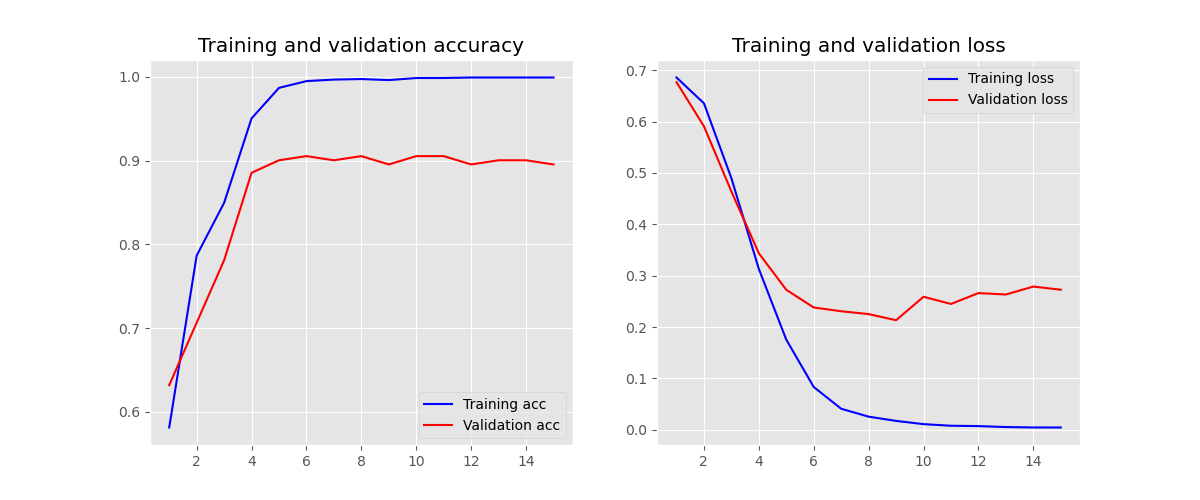 Training and validation accuracy
1.0
0.9
0.8
0.7
0.6
2 4 6 8 10 12 14
Training acc
Validation acc
Training and validation loss
0.7
0.6
0.5
0.4
0.3
0.2
0.1
0.0
2 4 6 8 10 12 14
Training loss
Validation loss